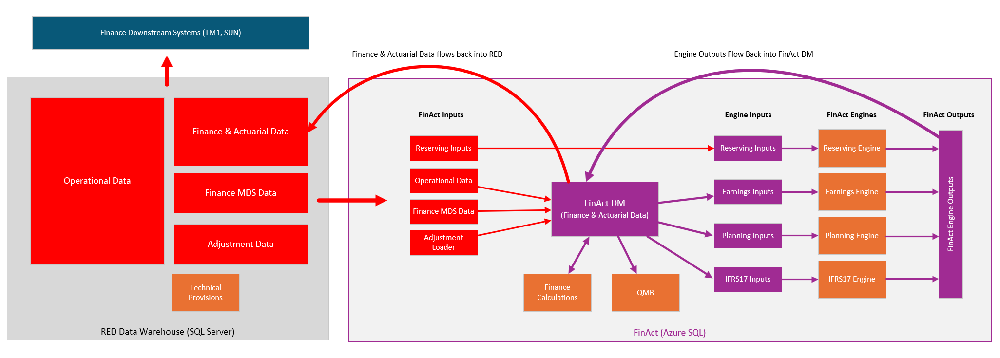 Finance Downstream Systems (TM1, SUN)
Finance & Actuarial Data flows back into RED
Engine Outputs Flow Back into FinAct DM
Operational Data
Finance & Actuarial Data
Finance MDS Data
Adjustment Data
Technical
Provisions
RED Data Warehouse (SQL Server)
FinAct Inputs
Reserving Inputs
Operational Data
Finance MDS Data
Adjustment
Loader
FinAct DM
(Finance & Actuarial Data)
Finance
Calculations
QMB
Engine Inputs
Reserving Inputs
Earnings Inputs
Planning Inputs
IFRS17 Inputs
FinAct Engines
Reserving Engine
Earnings Engine
Planning Engine
IFRS17 Engine
FinAct Outputs
FinAct Engine Outputs
FinAct (Azure SQL)